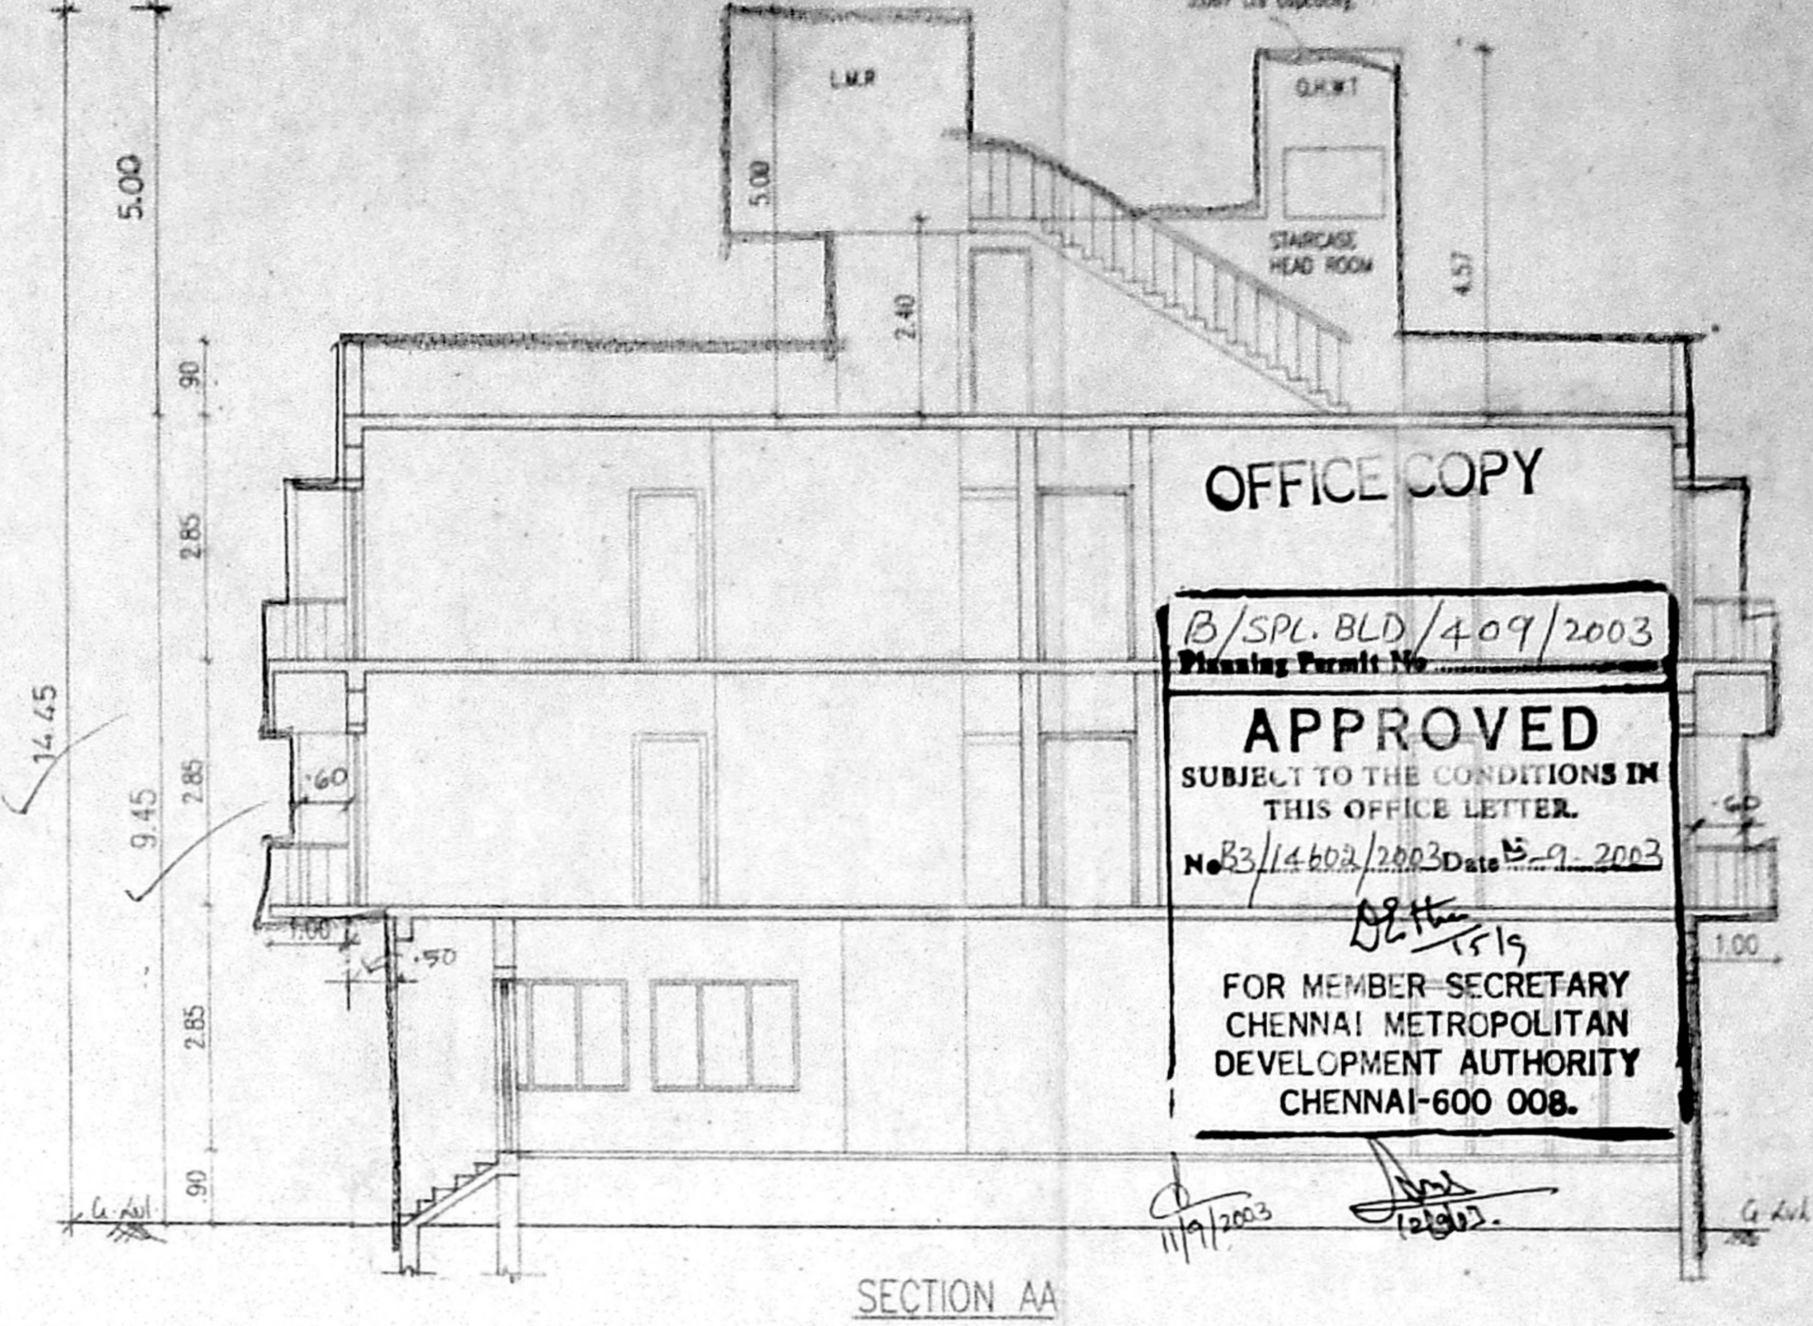 L.M.R
O.H.W.T
5.00
5.00
STAIRCASE
HEAD ROOM
4.57
2.40
.90
OFFICE COPY
2.85
B/SPL. BLD/409/2003
Planning Permit No
14.45
APPROVED
SUBJECT TO THE CONDITIONS IN
THIS OFFICE LETTER.
.60
2.85
9.45
.60
No B3/14602/2003 Date 15-9-2003
15/9
1.00
.50
1.00
FOR MEMBER-SECRETARY
CHENNAI METROPOLITAN
DEVELOPMENT AUTHORITY
CHENNAI-600 008.
2.85
.90
G. Lvl.
11/9/2003
G Lvl
SECTION AA